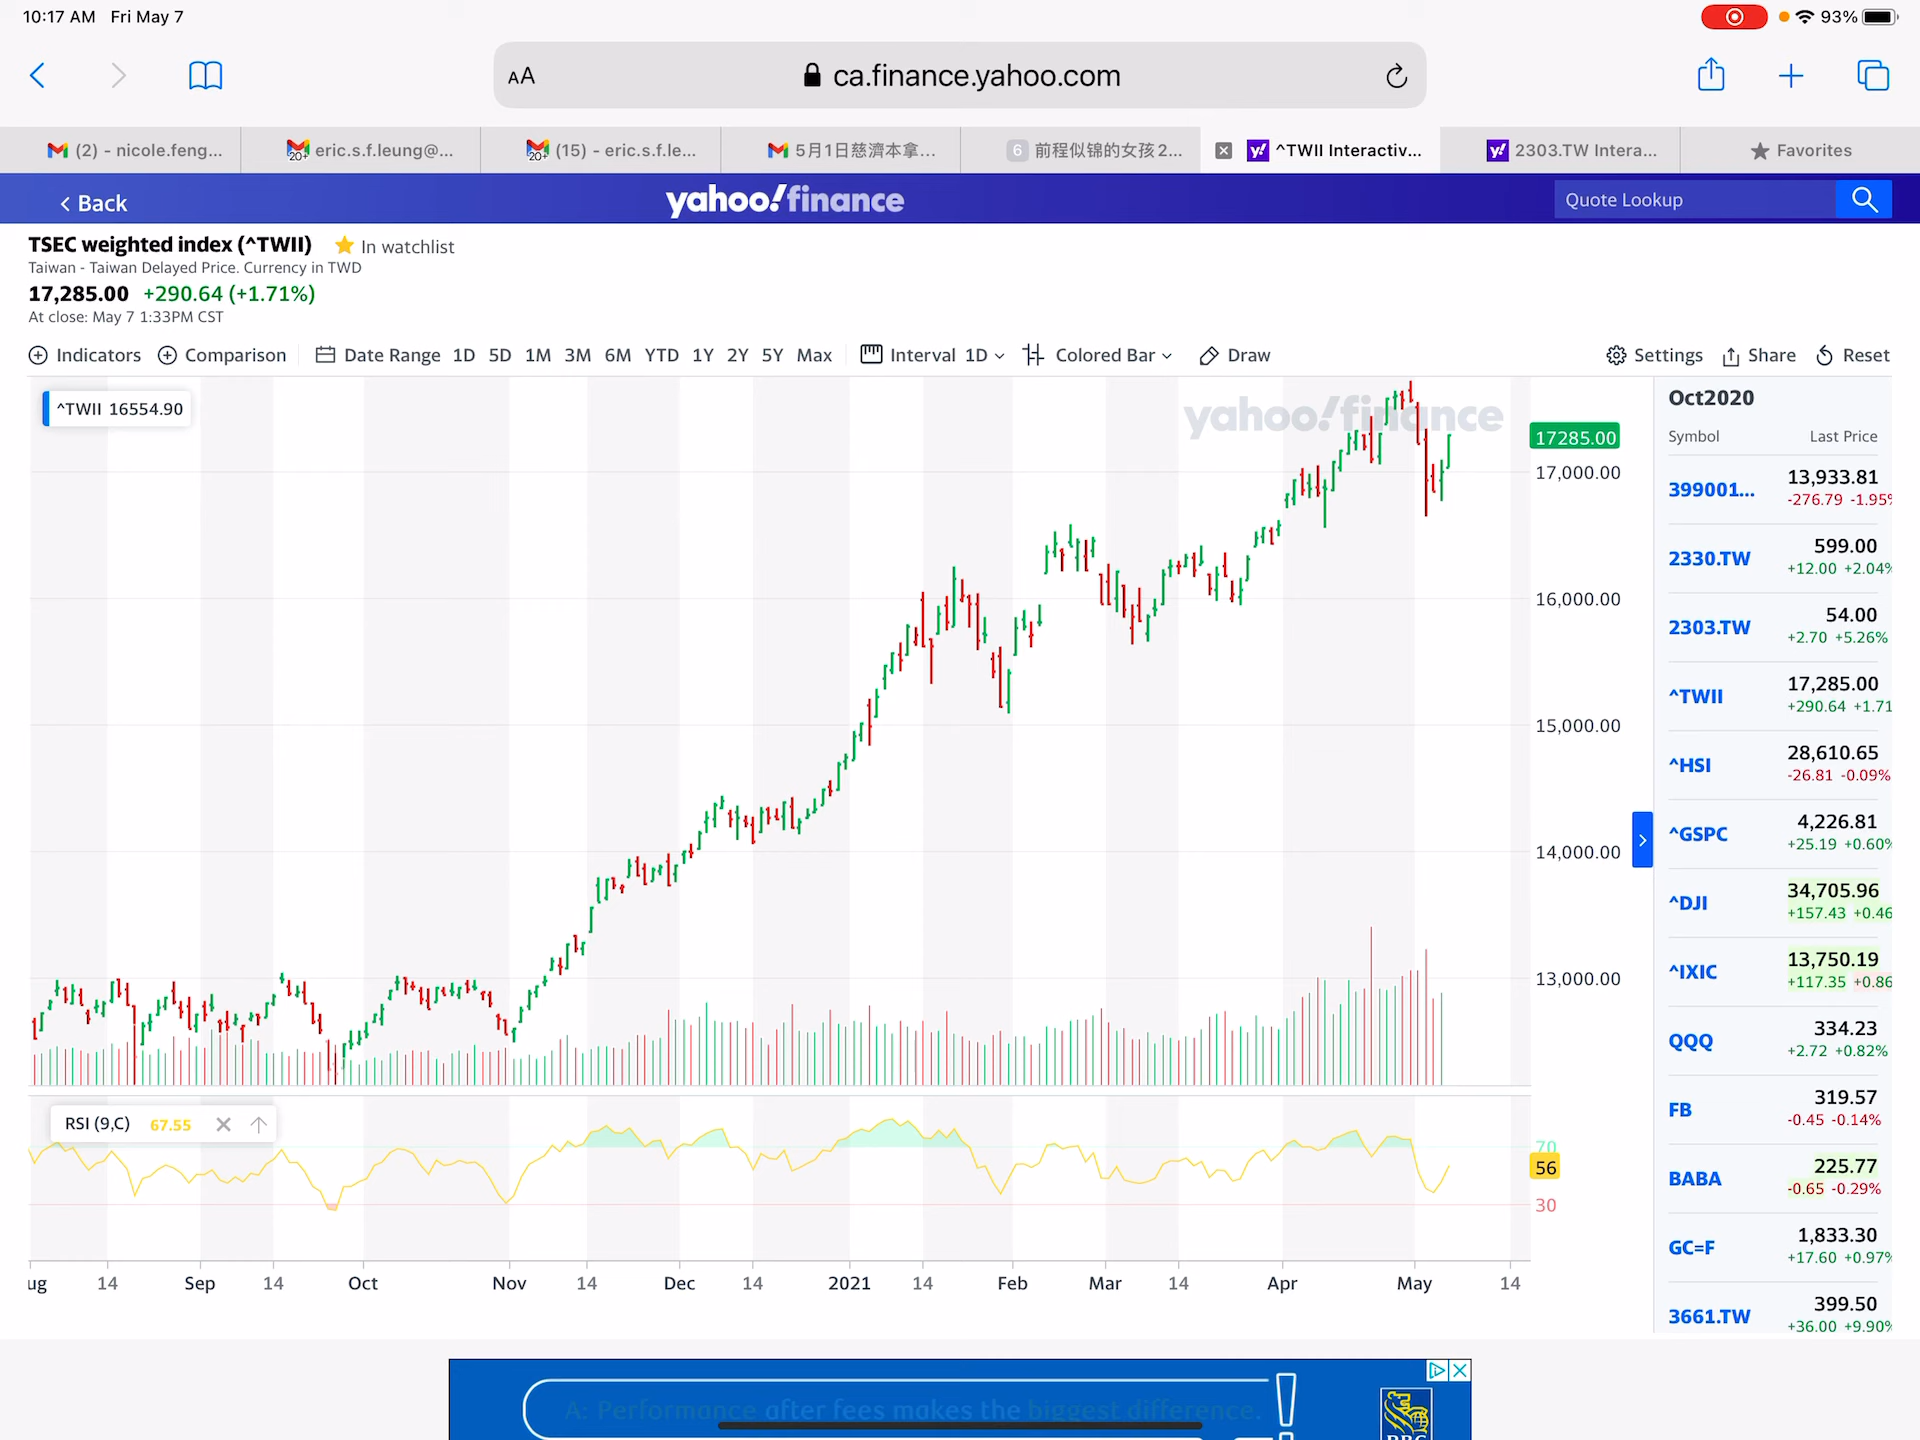 10:17 AM Fri May 7
93%
AA ca.finance.yahoo.com
(2) - nicole.feng... eric.s.f.leung@... (15) - eric.s.f.le... 5月1日慈濟本拿... 6 前程似锦的女孩2... ^TWII Interactiv... 2303.TW Intera... Favorites
Back yahoo!finance Quote Lookup
TSEC weighted index (^TWII) In watchlist
Taiwan - Taiwan Delayed Price. Currency in TWD
17,285.00 +290.64 (+1.71%)
At close: May 7 1:33PM CST
Indicators Comparison Date Range 1D 5D 1M 3M 6M YTD 1Y 2Y 5Y Max Interval 1D Colored Bar Draw Settings Share Reset
^TWII 16554.90
yahoo!finance
17285.00
17,000.00
16,000.00
15,000.00
14,000.00
13,000.00
RSI (9,C) 67.55
70
56
30
ug 14 Sep 14 Oct Nov 14 Dec 14 2021 14 Feb Mar 14 Apr May 14
Oct2020
Symbol Last Price
399001... 13,933.81
-276.79 -1.95%
2330.TW 599.00
+12.00 +2.04%
2303.TW 54.00
+2.70 +5.26%
^TWII 17,285.00
+290.64 +1.71
^HSI 28,610.65
-26.81 -0.09%
^GSPC 4,226.81
+25.19 +0.60%
^DJI 34,705.96
+157.43 +0.46
^IXIC 13,750.19
+117.35 +0.86
QQQ 334.23
+2.72 +0.82%
FB 319.57
-0.45 -0.14%
BABA 225.77
-0.65 -0.29%
GC=F 1,833.30
+17.60 +0.97%
3661.TW 399.50
+36.00 +9.90%
A: Performance after fees makes the biggest difference.
RBC